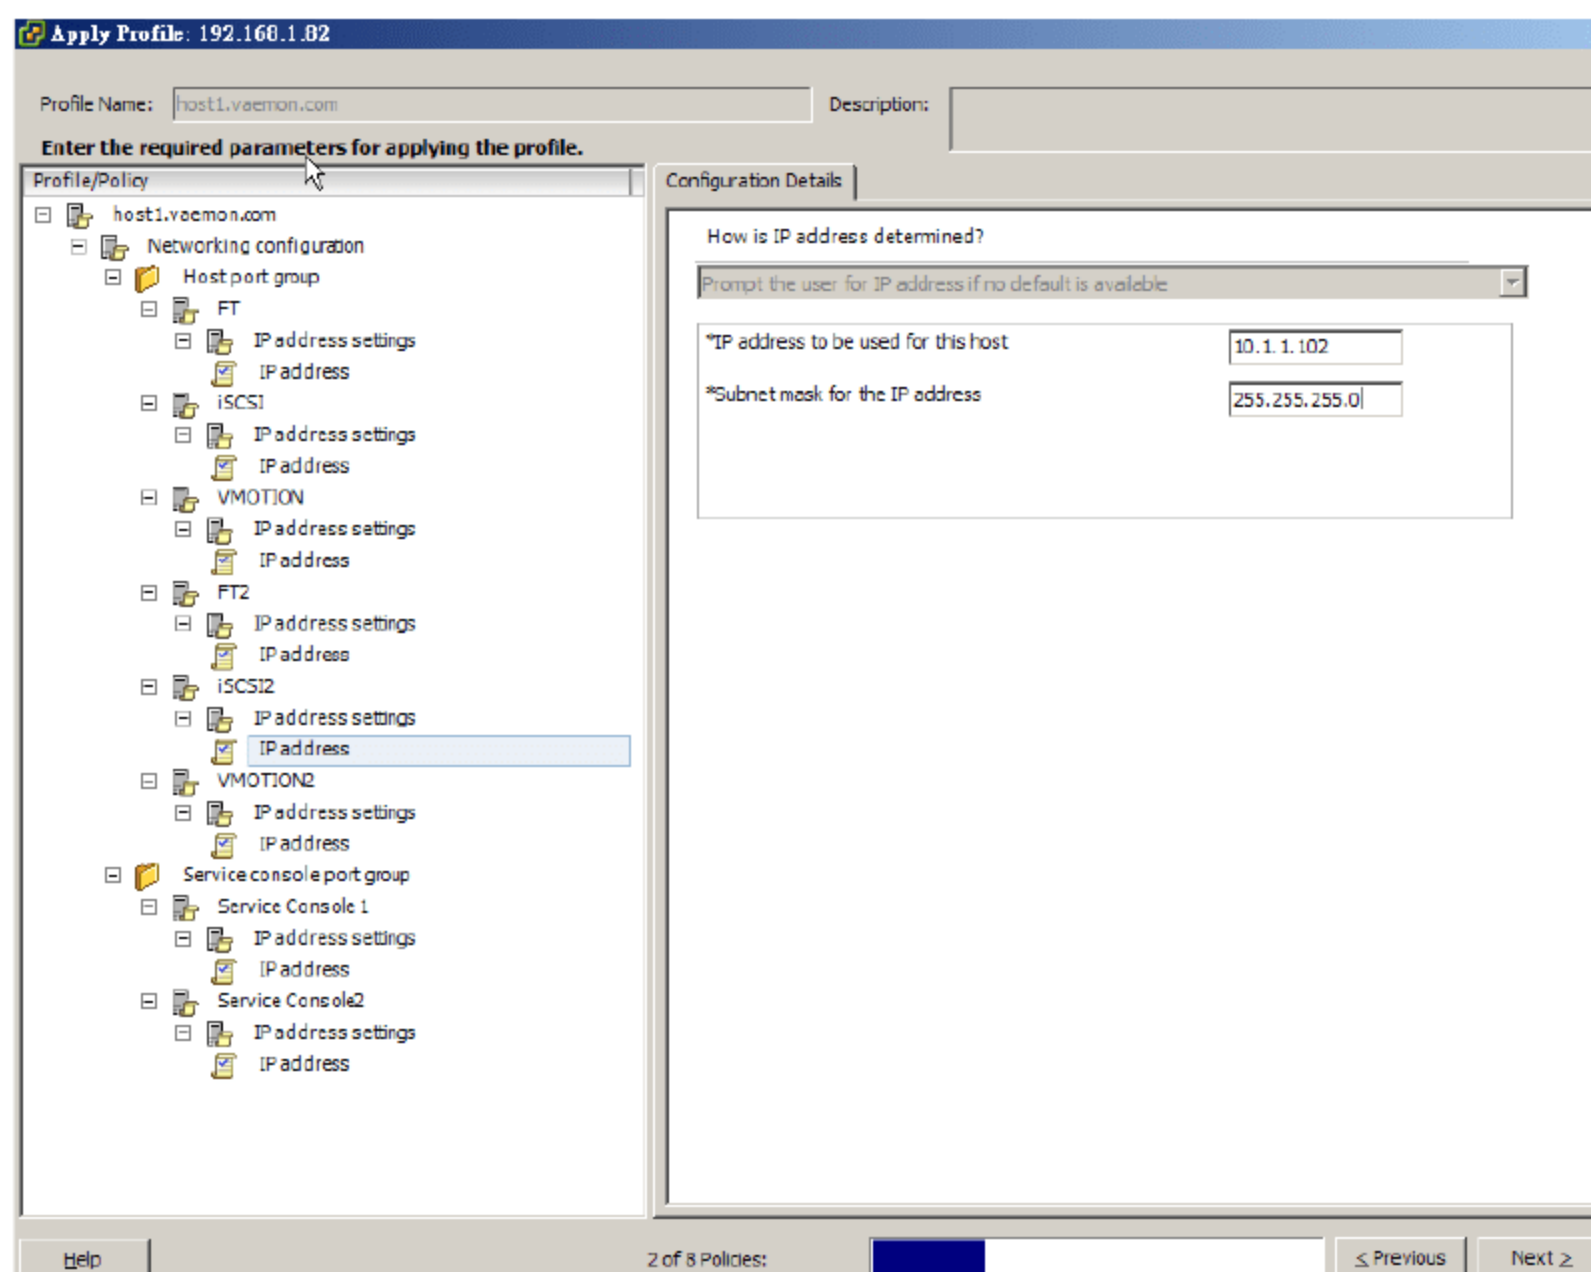 Apply Profile: 192.168.1.82
Profile Name: host1.vaemon.com Description:
Enter the required parameters for applying the profile.
Profile/Policy
host1.vaemon.com
Networking configuration
Host port group
FT
IP address settings
IP address
iSCSI
IP address settings
IP address
VMOTION
IP address settings
IP address
FT2
IP address settings
IP address
iSCSI2
IP address settings
IP address
VMOTION2
IP address settings
IP address
Service console port group
Service Console 1
IP address settings
IP address
Service Console2
IP address settings
IP address
Configuration Details
How is IP address determined?
Prompt the user for IP address if no default is available
*IP address to be used for this host 10.1.1.102
*Subnet mask for the IP address 255.255.255.0
Help 2 of 8 Policies: < Previous Next >